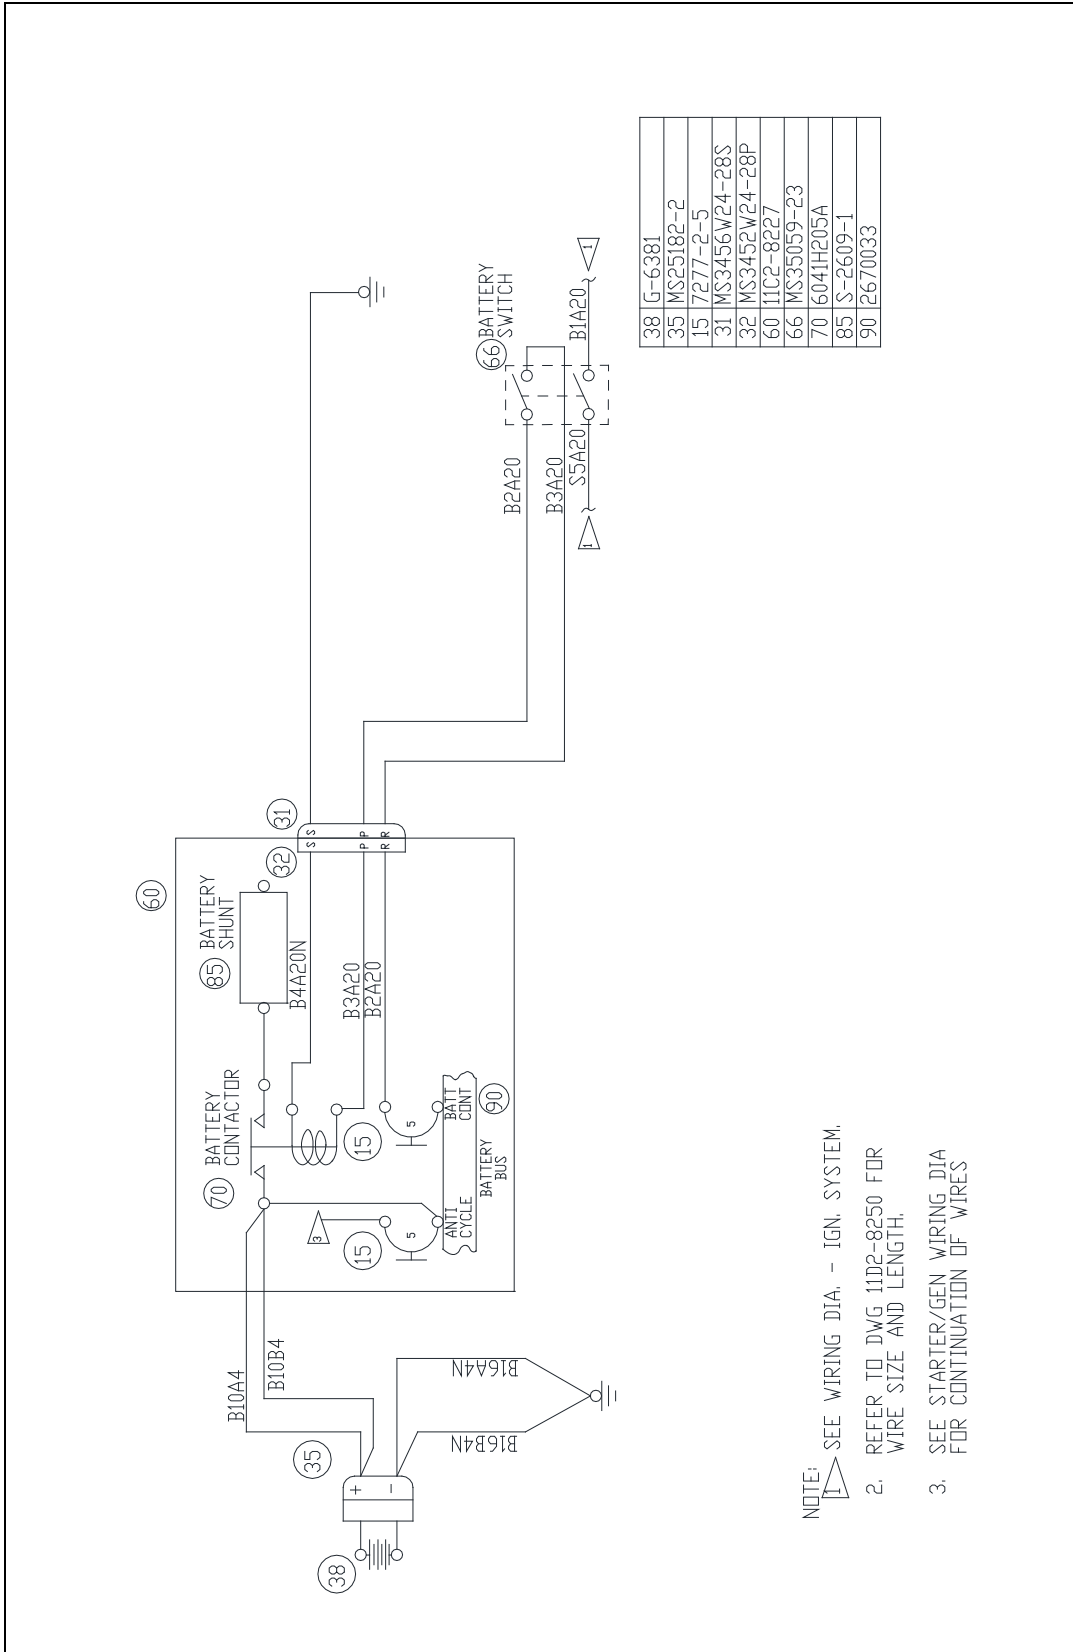 38
35
+
−
B10A4
B10B4
B16A4N
B16B4N
60
70
BATTERY
CONTACTOR
85
BATTERY
SHUNT
32
31
B4A20N
B3A20
B2A20
S S
P P
R R
3
15
5
15
5
ANTI
CYCLE
BATT
CONT
BATTERY
BUS
90
66
BATTERY
SWITCH
B2A20
B3A20
S5A20
B1A20
1
1
38 G-6381
35 MS25182-2
15 7277-2-5
31 MS3456W24-28S
32 MS3452W24-28P
60 11C2-8227
66 MS35059-23
70 6041H205A
85 S-2609-1
90 2670033
NOTE:
1 SEE WIRING DIA. - IGN. SYSTEM.
2. REFER TO DWG 11D2-8250 FOR
WIRE SIZE AND LENGTH.
3. SEE STARTER/GEN WIRING DIA
FOR CONTINUATION OF WIRES